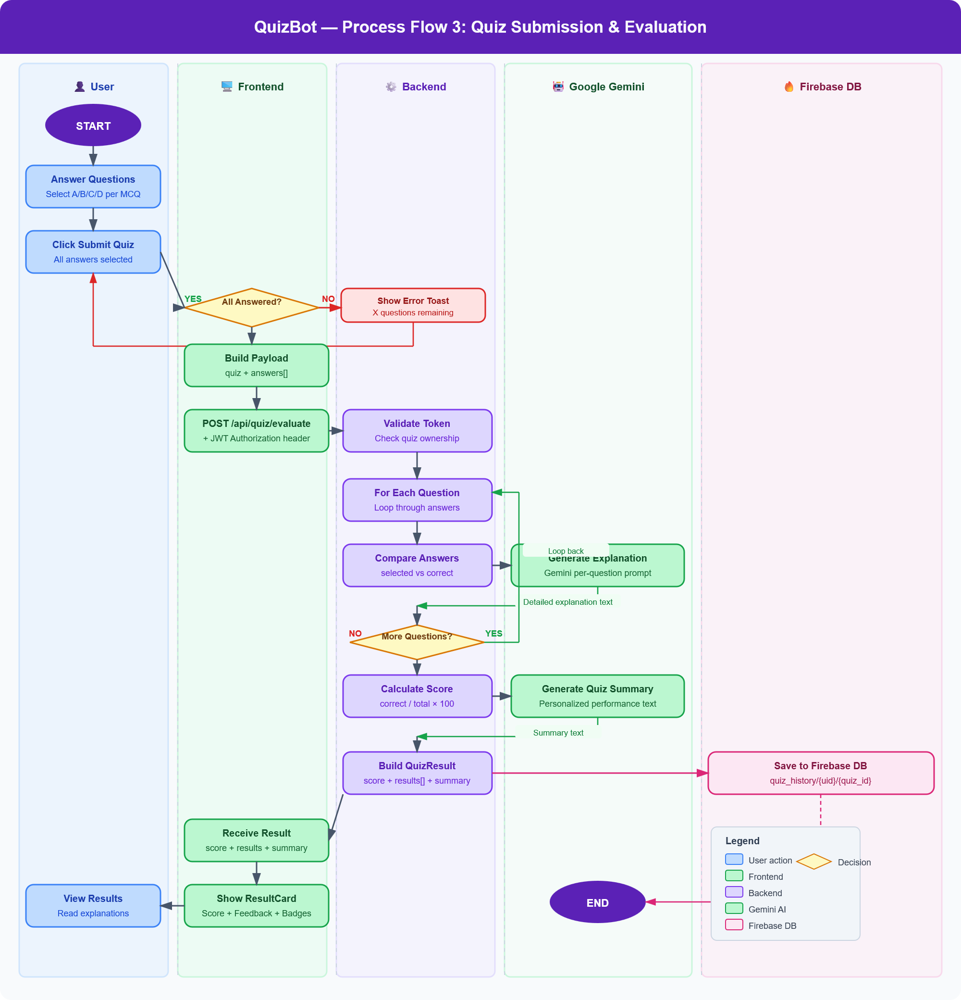 QuizBot — Process Flow 3: Quiz Submission & Evaluation
User
Frontend
Backend
Google Gemini
Firebase DB
START
Answer Questions
Select A/B/C/D per MCQ
Click Submit Quiz
All answers selected
YES
All Answered?
NO
Show Error Toast
X questions remaining
Build Payload
quiz + answers[]
POST /api/quiz/evaluate
+ JWT Authorization header
Validate Token
Check quiz ownership
For Each Question
Loop through answers
Compare Answers
selected vs correct
Loop back
Generate Explanation
Gemini per-question prompt
Detailed explanation text
NO
More Questions?
YES
Calculate Score
correct / total × 100
Generate Quiz Summary
Personalized performance text
Summary text
Build QuizResult
score + results[] + summary
Save to Firebase DB
quiz_history/{uid}/{quiz_id}
Receive Result
score + results + summary
View Results
Read explanations
Show ResultCard
Score + Feedback + Badges
END
Legend
User action
Decision
Frontend
Backend
Gemini AI
Firebase DB